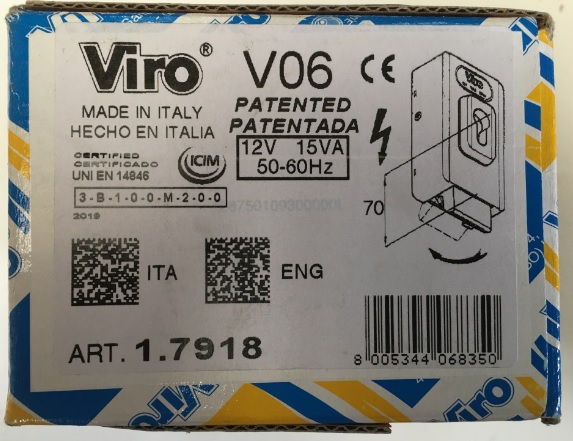 Viro® V06 CE
MADE IN ITALY
HECHO EN ITALIA
PATENTED
PATENTADA
12V 15VA
50-60Hz
CERTIFIED
CERTIFICADO
UNI EN 14846
ICIM
3-B-1-0-0-M-2-0-0
2019
Viro
70
ITA
ENG
ART. 1.7918
8 005344 068350
Viro